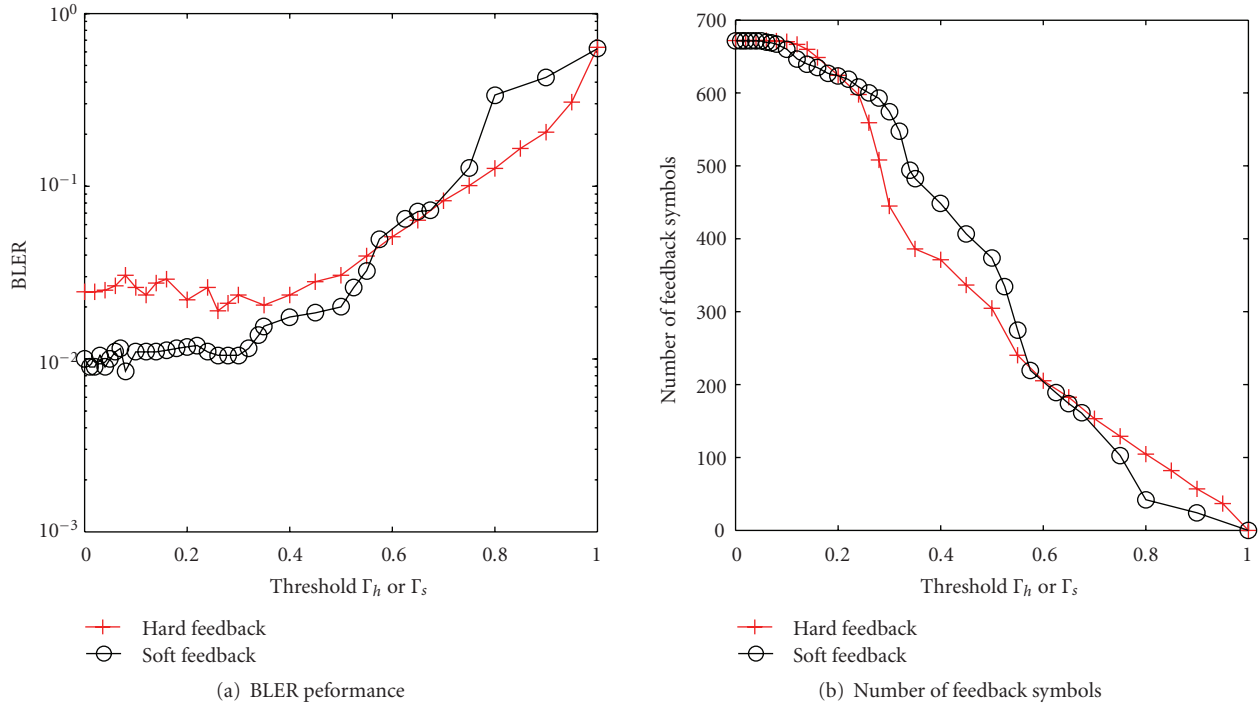 10⁰
10⁻¹
10⁻²
10⁻³
BLER
0 0.2 0.4 0.6 0.8 1
Threshold Γₕ or Γₛ
Hard feedback
Soft feedback
(a) BLER peformance
700
600
500
400
300
200
100
0
Number of feedback symbols
0 0.2 0.4 0.6 0.8 1
Threshold Γₕ or Γₛ
Hard feedback
Soft feedback
(b) Number of feedback symbols